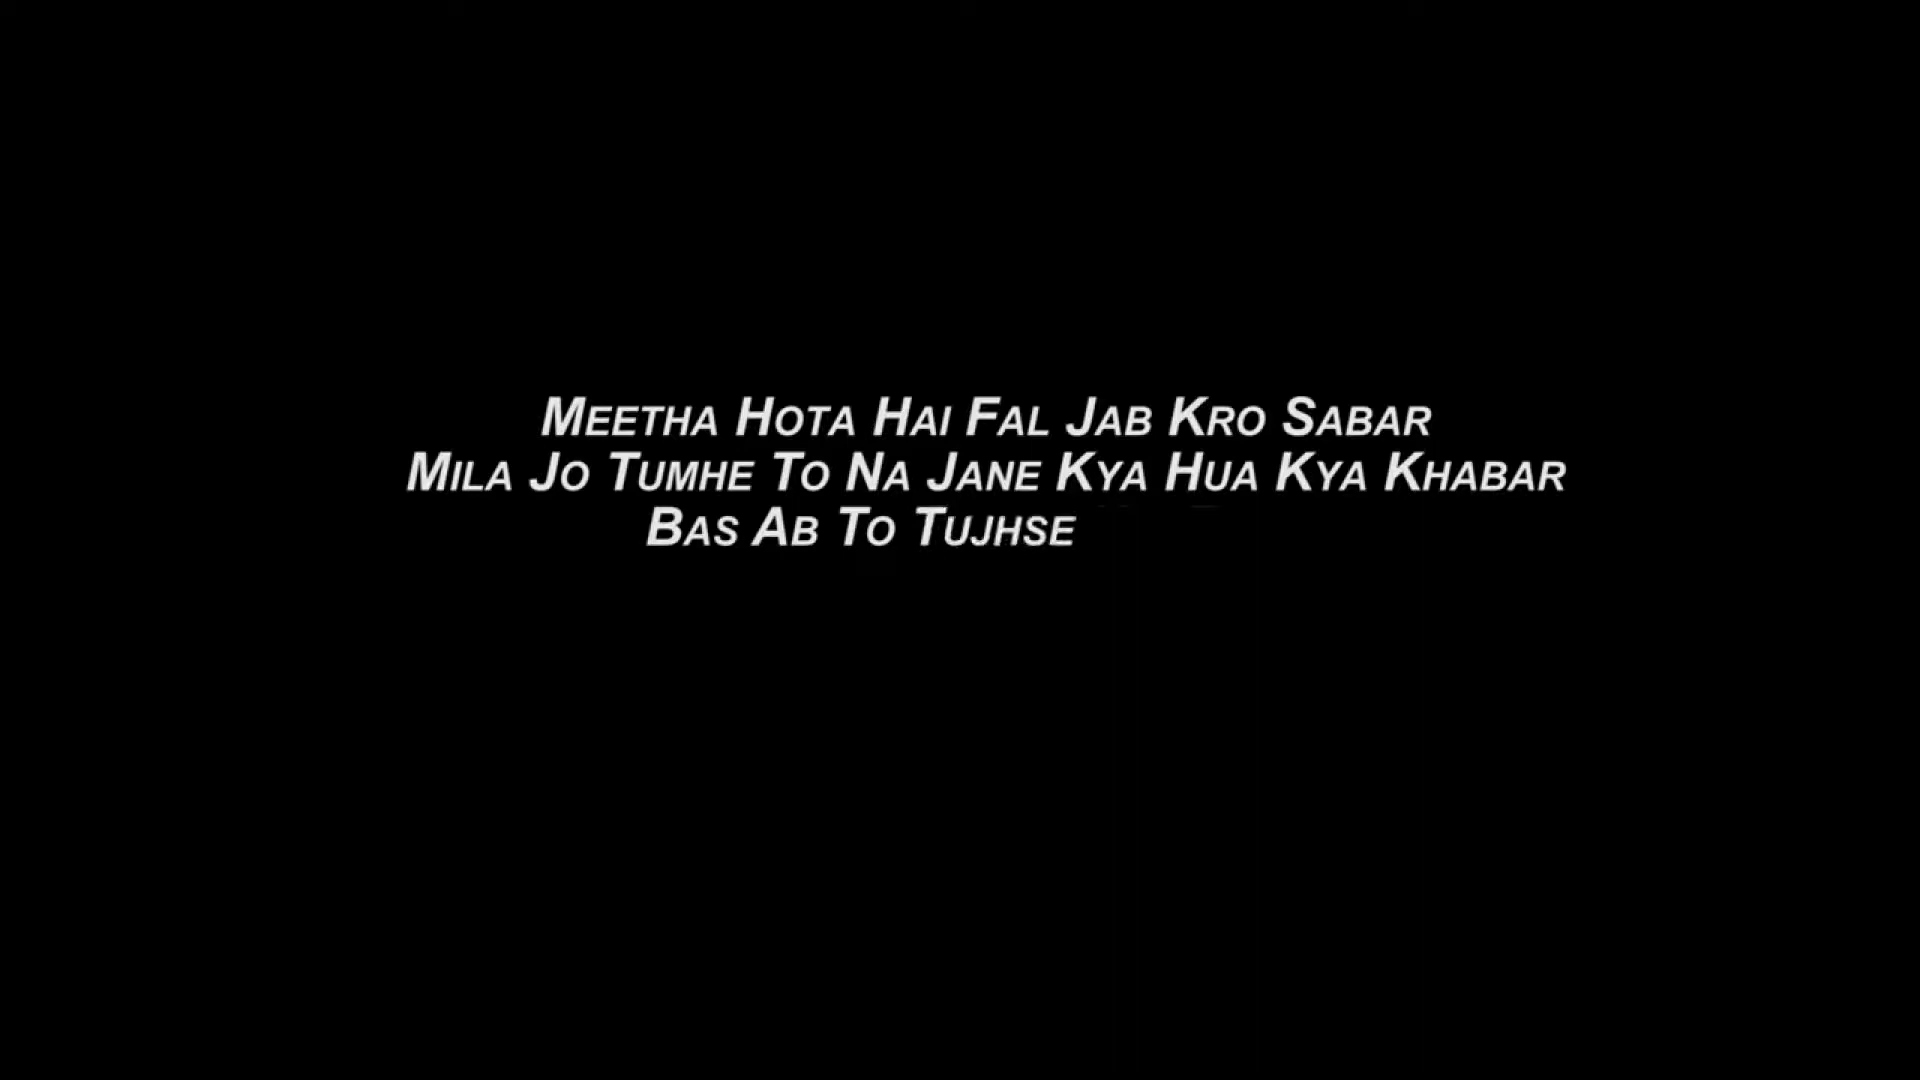 Meetha Hota Hai Fal Jab Kro Sabar
Mila Jo Tumhe To Na Jane Kya Hua Kya Khabar
Bas Ab To Tujhse